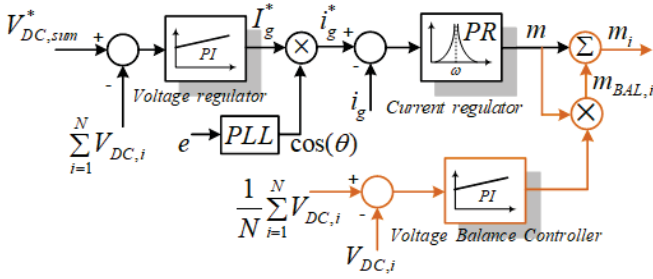 V*DC,sum + I*g i*g + PR m Σ mi
PI × - ω
- Voltage regulator ig Current regulator mBAL,i
N∑i=1 VDC,i e PLL cos(θ) ×
1/N N∑i=1 VDC,i + PI
- Voltage Balance Controller
VDC,i